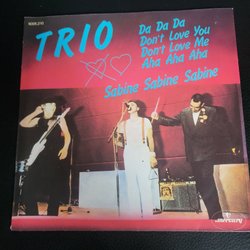 TRIO
Da Da Da
Don't Love You
Don't Love Me
Aha Aha Aha
Sabine Sabine Sabine
mercury